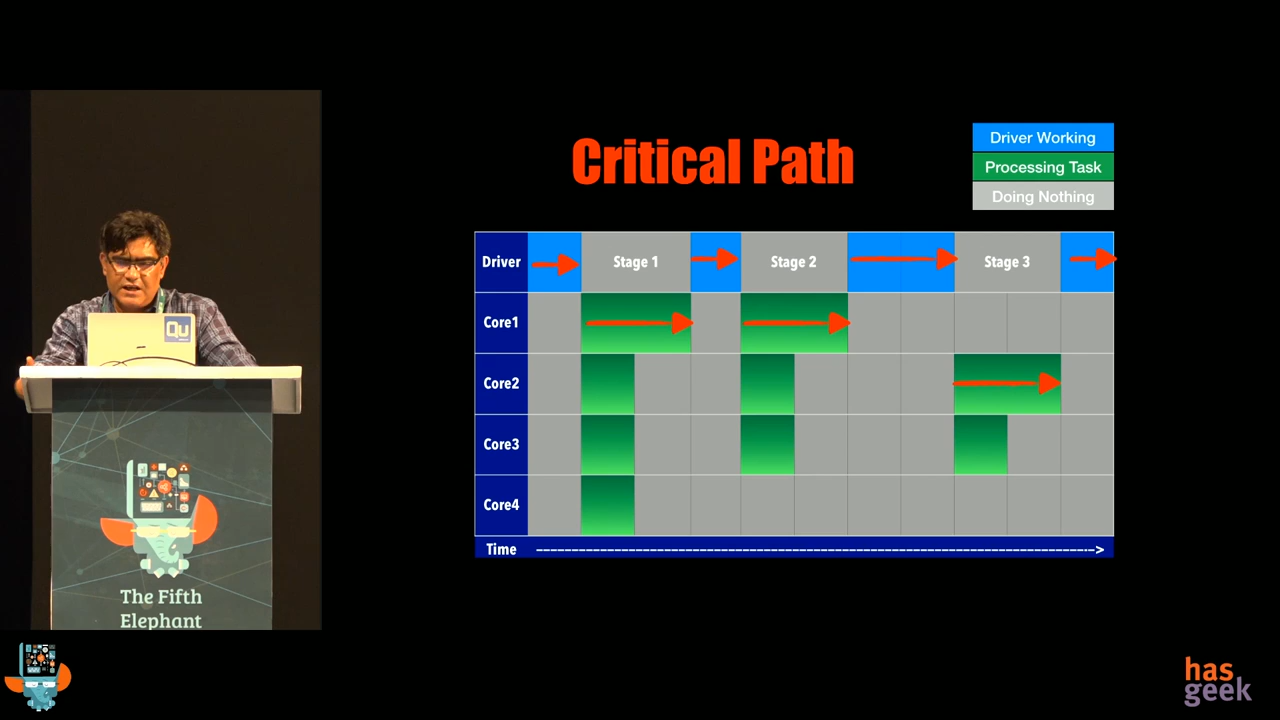 Critical Path
Driver Working
Processing Task
Doing Nothing
Driver
Stage 1
Stage 2
Stage 3
Core1
Core2
Core3
Core4
Time
Qu
The Fifth
Elephant
has
geek